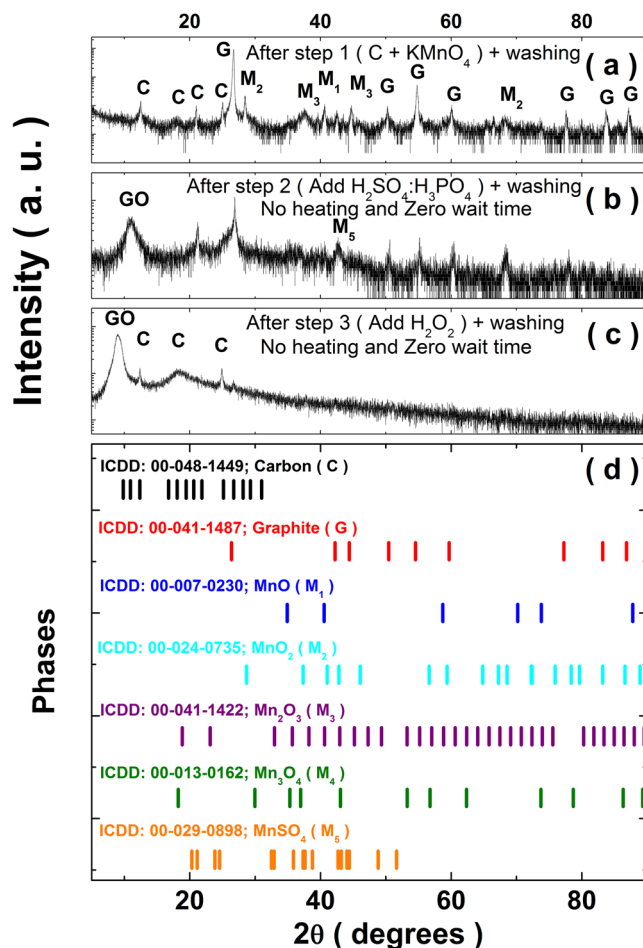 20 40 60 80
After step 1 ( C + KMnO₄ ) + washing
( a )
C C C C G M₂ M₃ M₁ M₃ G G G M₂ G G G
After step 2 ( Add H₂SO₄:H₃PO₄ ) + washing
No heating and Zero wait time
( b )
GO M₅
After step 3 ( Add H₂O₂ ) + washing
No heating and Zero wait time
( c )
GO C C C
Intensity ( a. u. )
ICDD: 00-048-1449; Carbon ( C )
( d )
ICDD: 00-041-1487; Graphite ( G )
ICDD: 00-007-0230; MnO ( M₁ )
ICDD: 00-024-0735; MnO₂ ( M₂ )
ICDD: 00-041-1422; Mn₂O₃ ( M₃ )
ICDD: 00-013-0162; Mn₃O₄ ( M₄ )
ICDD: 00-029-0898; MnSO₄ ( M₅ )
Phases
20 40 60 80
2θ ( degrees )